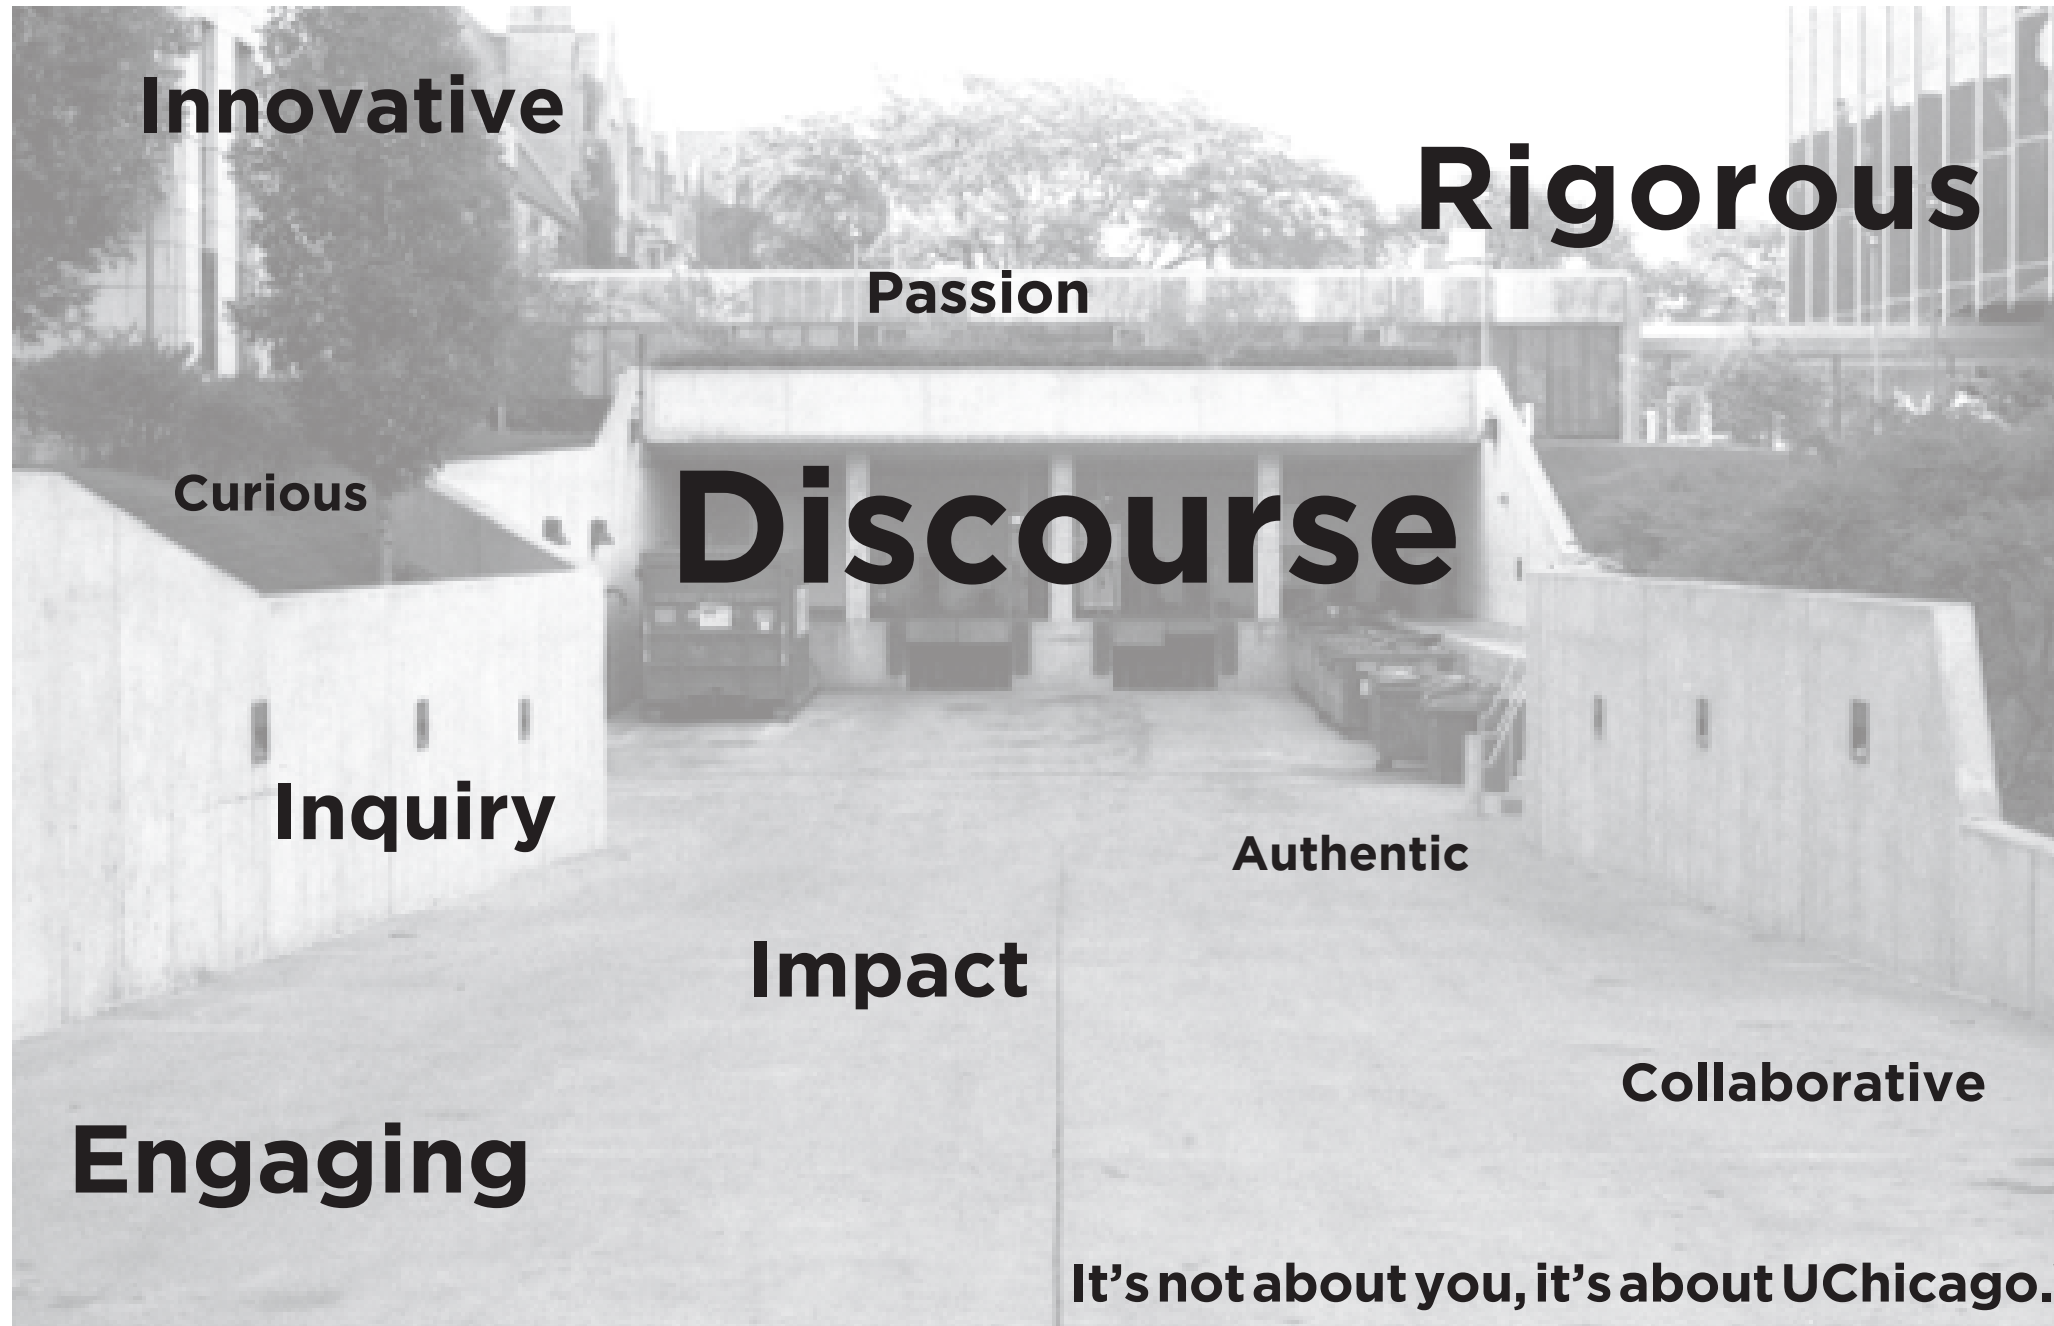 Innovative
Rigorous
Passion
Curious
Discourse
Inquiry
Authentic
Impact
Collaborative
Engaging
It’s not about you, it’s about UChicago.